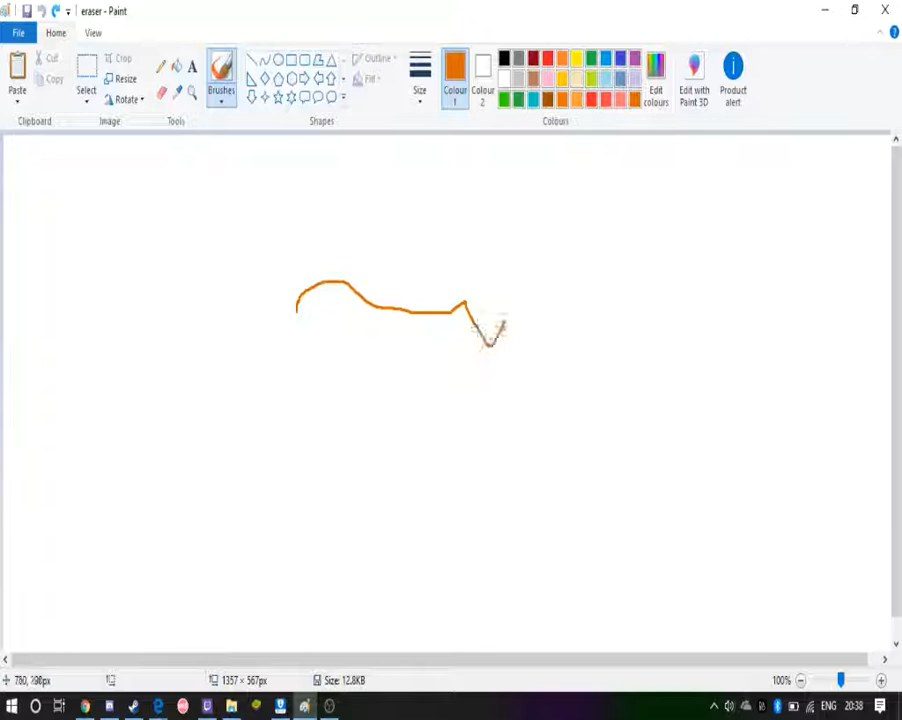 eraser - Paint
File Home View
Paste
Cut
Copy
Clipboard
Select
Crop
Resize
Rotate
Image
A
Tools
Brushes
Outline
Fill
Shapes
Size
Colour 1
Colour 2
Edit colours
Edit with Paint 3D
Product alert
Colours
780, 290px
1357 × 567px
Size: 12.8KB
100%
ENG
20:38